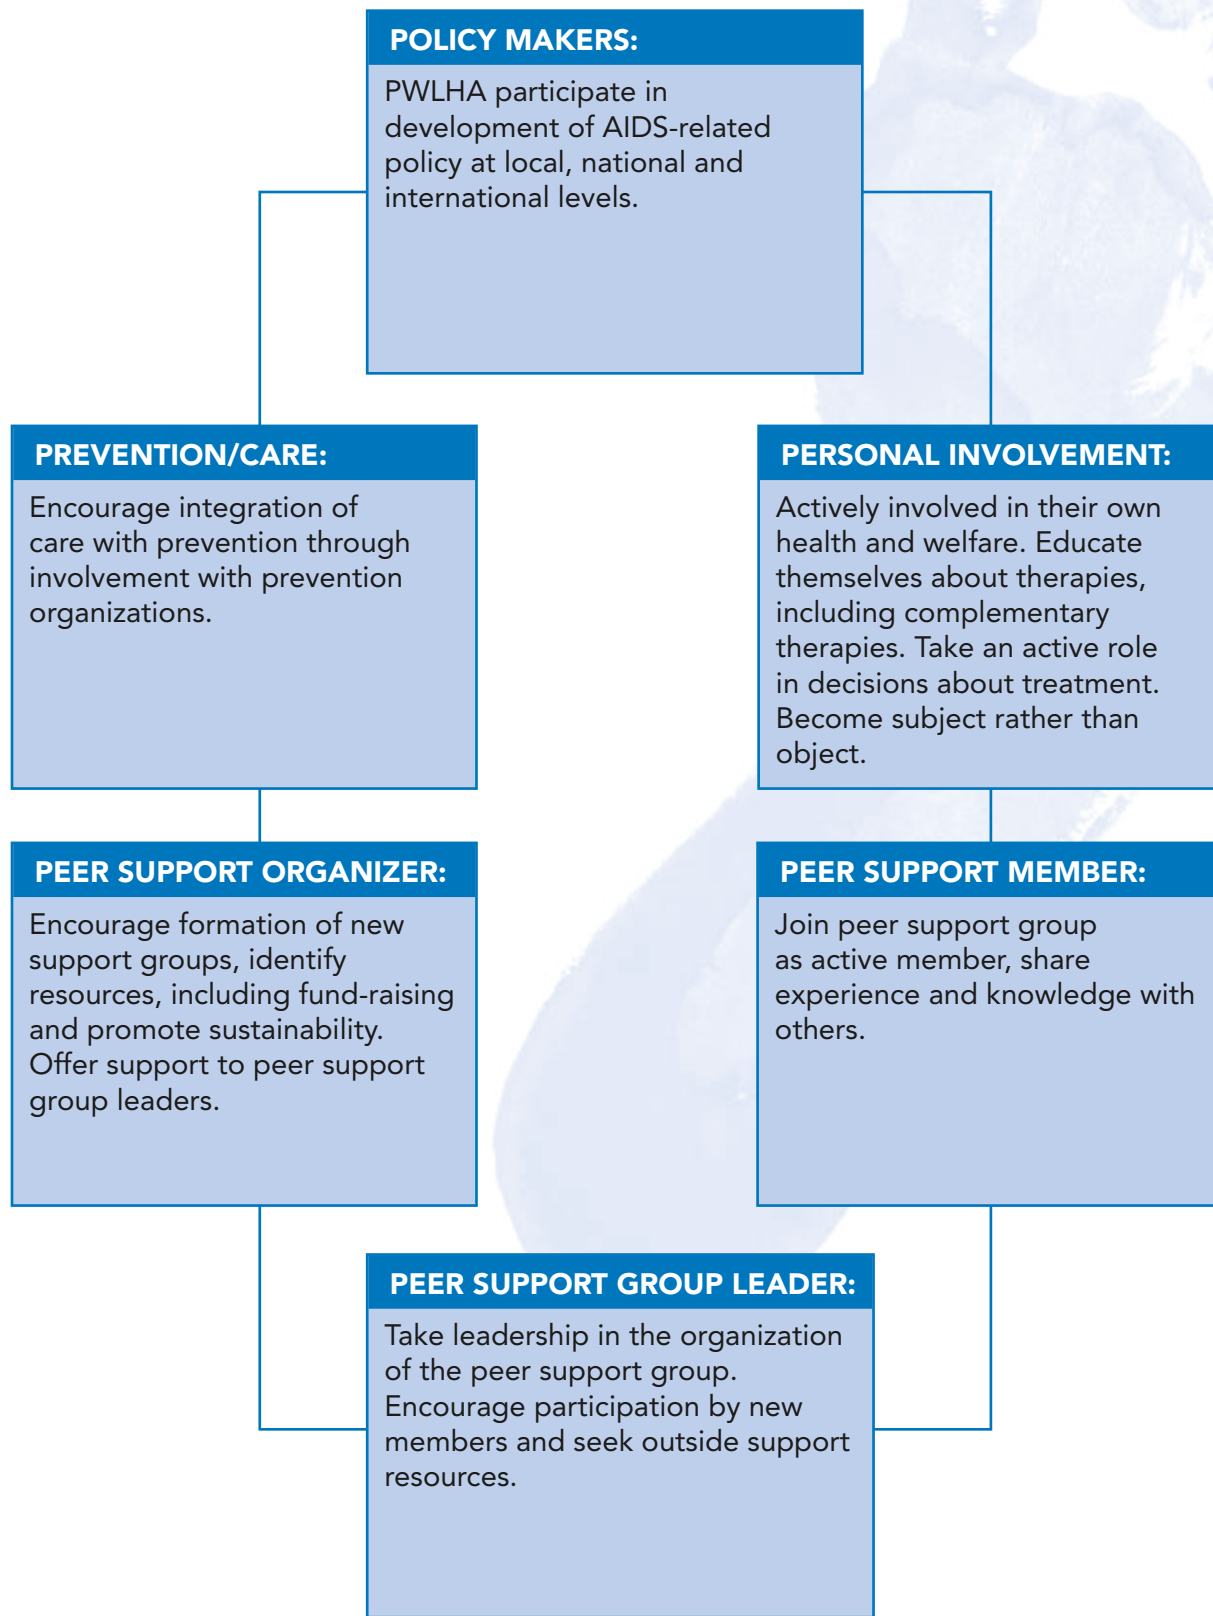 POLICY MAKERS:
PWLHA participate in
development of AIDS-related
policy at local, national and
international levels.
PREVENTION/CARE:
Encourage integration of
care with prevention through
involvement with prevention
organizations.
PERSONAL INVOLVEMENT:
Actively involved in their own
health and welfare. Educate
themselves about therapies,
including complementary
therapies. Take an active role
in decisions about treatment.
Become subject rather than
object.
PEER SUPPORT ORGANIZER:
Encourage formation of new
support groups, identify
resources, including fund-raising
and promote sustainability.
Offer support to peer support
group leaders.
PEER SUPPORT MEMBER:
Join peer support group
as active member, share
experience and knowledge with
others.
PEER SUPPORT GROUP LEADER:
Take leadership in the organization
of the peer support group.
Encourage participation by new
members and seek outside support
resources.